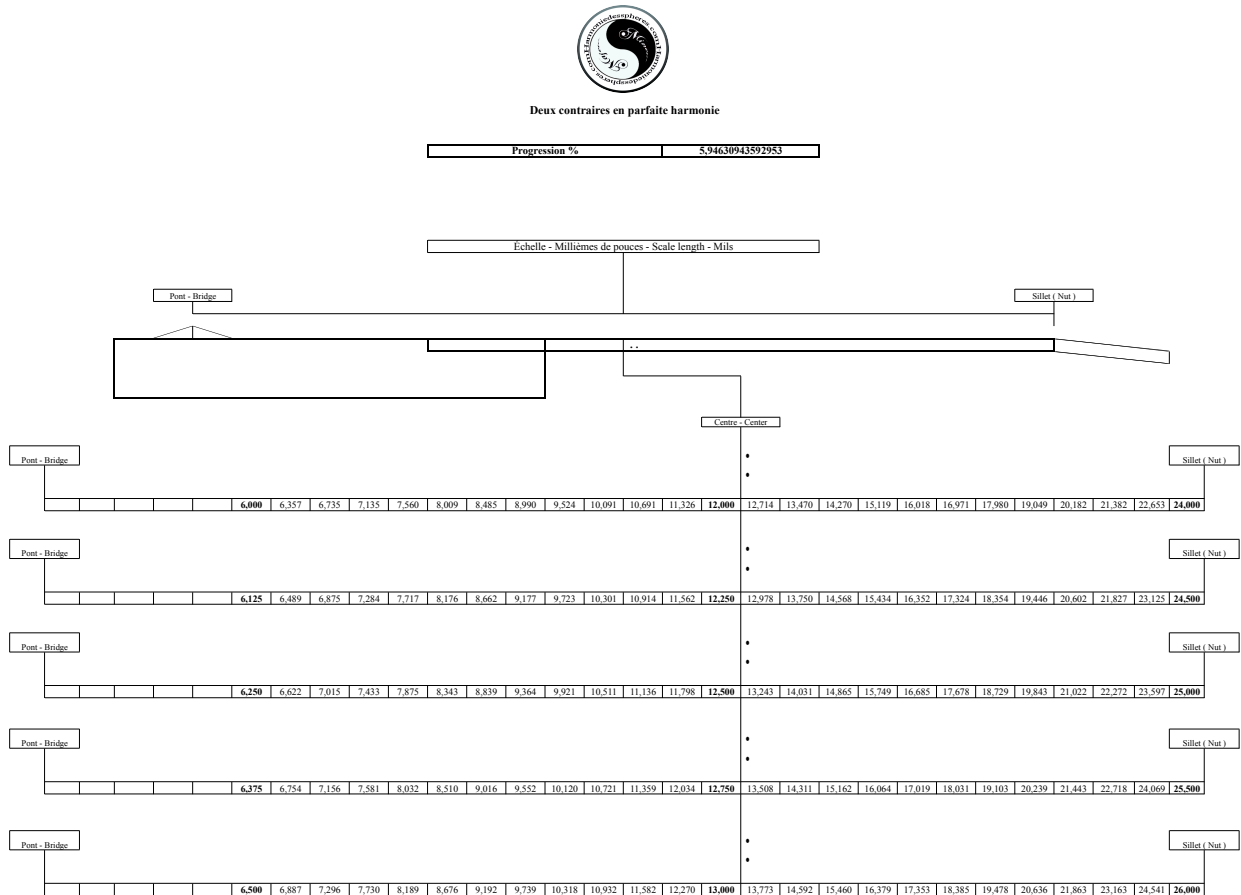 Harmoniedesspheres.comHarmoniedesspheres.com
Deux contraires en parfaite harmonie
Progression % 5,94630943592953
Échelle - Millièmes de pouces - Scale length - Mils
Pont - Bridge Sillet ( Nut )
. .
Centre - Center
Pont - Bridge Sillet ( Nut )
6,000 6,357 6,735 7,135 7,560 8,009 8,485 8,990 9,524 10,091 10,691 11,326 12,000 12,714 13,470 14,270 15,119 16,018 16,971 17,980 19,049 20,182 21,382 22,653 24,000
Pont - Bridge Sillet ( Nut )
6,125 6,489 6,875 7,284 7,717 8,176 8,662 9,177 9,723 10,301 10,914 11,562 12,250 12,978 13,750 14,568 15,434 16,352 17,324 18,354 19,446 20,602 21,827 23,125 24,500
Pont - Bridge Sillet ( Nut )
6,250 6,622 7,015 7,433 7,875 8,343 8,839 9,364 9,921 10,511 11,136 11,798 12,500 13,243 14,031 14,865 15,749 16,685 17,678 18,729 19,843 21,022 22,272 23,597 25,000
Pont - Bridge Sillet ( Nut )
6,375 6,754 7,156 7,581 8,032 8,510 9,016 9,552 10,120 10,721 11,359 12,034 12,750 13,508 14,311 15,162 16,064 17,019 18,031 19,103 20,239 21,443 22,718 24,069 25,500
Pont - Bridge Sillet ( Nut )
6,500 6,887 7,296 7,730 8,189 8,676 9,192 9,739 10,318 10,932 11,582 12,270 13,000 13,773 14,592 15,460 16,379 17,353 18,385 19,478 20,636 21,863 23,163 24,541 26,000